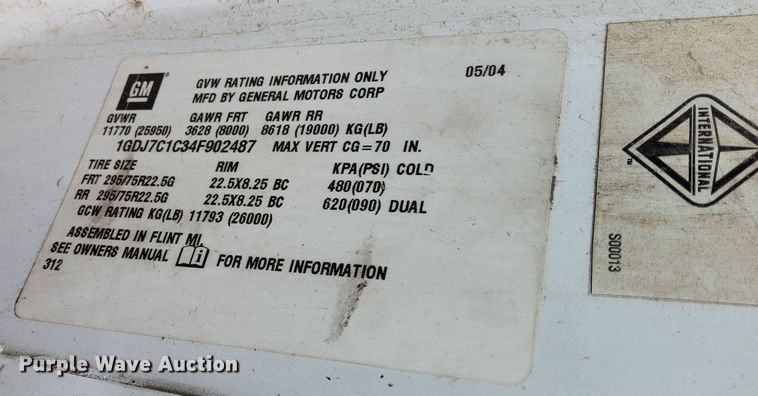 GM
GVW RATING INFORMATION ONLY 05/04
MFD BY GENERAL MOTORS CORP
GVWR GAWR FRT GAWR RR
11770 (25950) 3628 (8000) 8618 (19000) KG(LB)
1GDJ7C1C34F902487 MAX VERT CG=70 IN.
TIRE SIZE RIM KPA(PSI) COLD
FRT 295/75R22.5G 22.5X8.25 BC 480(070)
RR 295/75R22.5G 22.5X8.25 BC 620(090) DUAL
GCW RATING KG(LB) 11793 (26000)
ASSEMBLED IN FLINT MI
SEE OWNERS MANUAL i FOR MORE INFORMATION
312
INTERNATIONAL
S00013
Purple Wave Auction